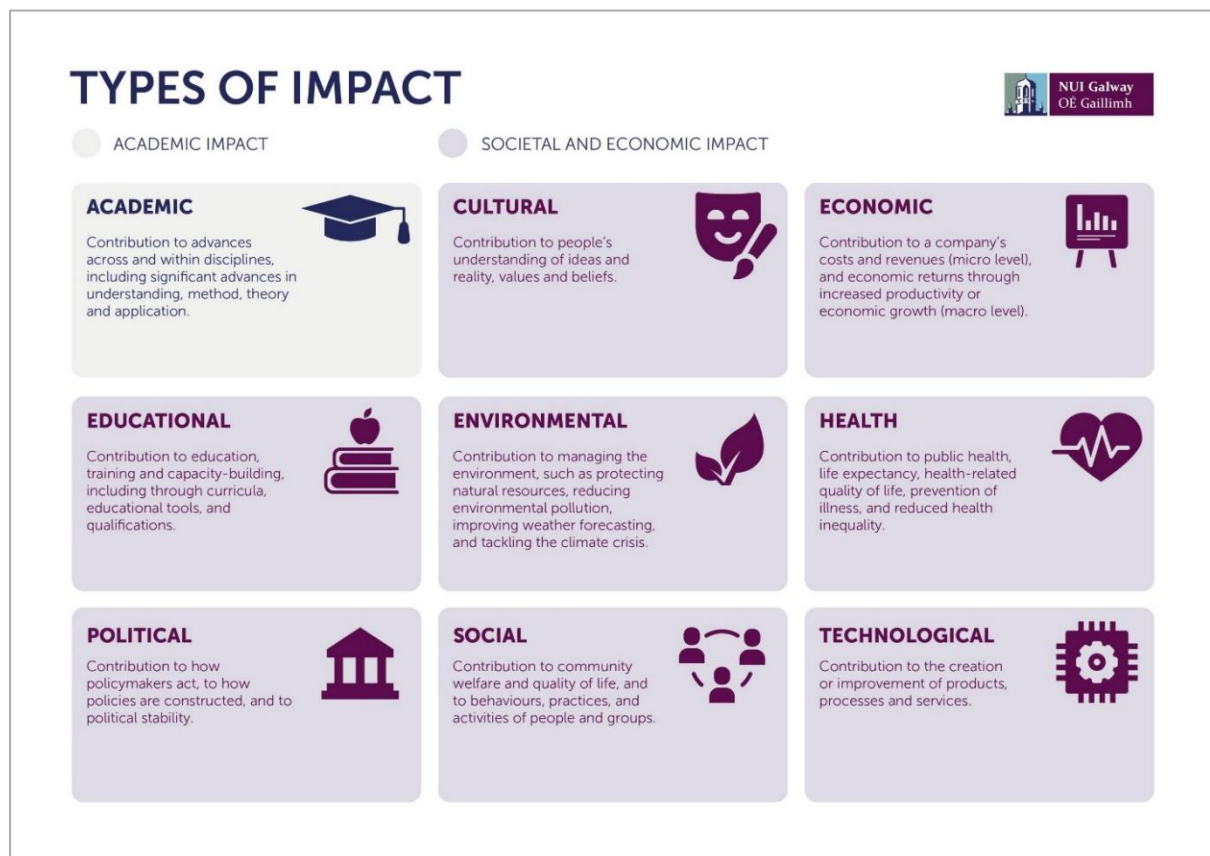 TYPES OF IMPACT
NUI Galway
OÉ Gaillimh
ACADEMIC IMPACT
SOCIETAL AND ECONOMIC IMPACT
ACADEMIC
Contribution to advances
across and within disciplines,
including significant advances in
understanding, method, theory
and application.
CULTURAL
Contribution to people's
understanding of ideas and
reality, values and beliefs.
ECONOMIC
Contribution to a company's
costs and revenues (micro level),
and economic returns through
increased productivity or
economic growth (macro level).
EDUCATIONAL
Contribution to education,
training and capacity-building,
including through curricula,
educational tools, and
qualifications.
ENVIRONMENTAL
Contribution to managing the
environment, such as protecting
natural resources, reducing
environmental pollution,
improving weather forecasting,
and tackling the climate crisis.
HEALTH
Contribution to public health,
life expectancy, health-related
quality of life, prevention of
illness, and reduced health
inequality.
POLITICAL
Contribution to how
policymakers act, to how
policies are constructed, and to
political stability.
SOCIAL
Contribution to community
welfare and quality of life, and
to behaviours, practices, and
activities of people and groups.
TECHNOLOGICAL
Contribution to the creation
or improvement of products,
processes and services.